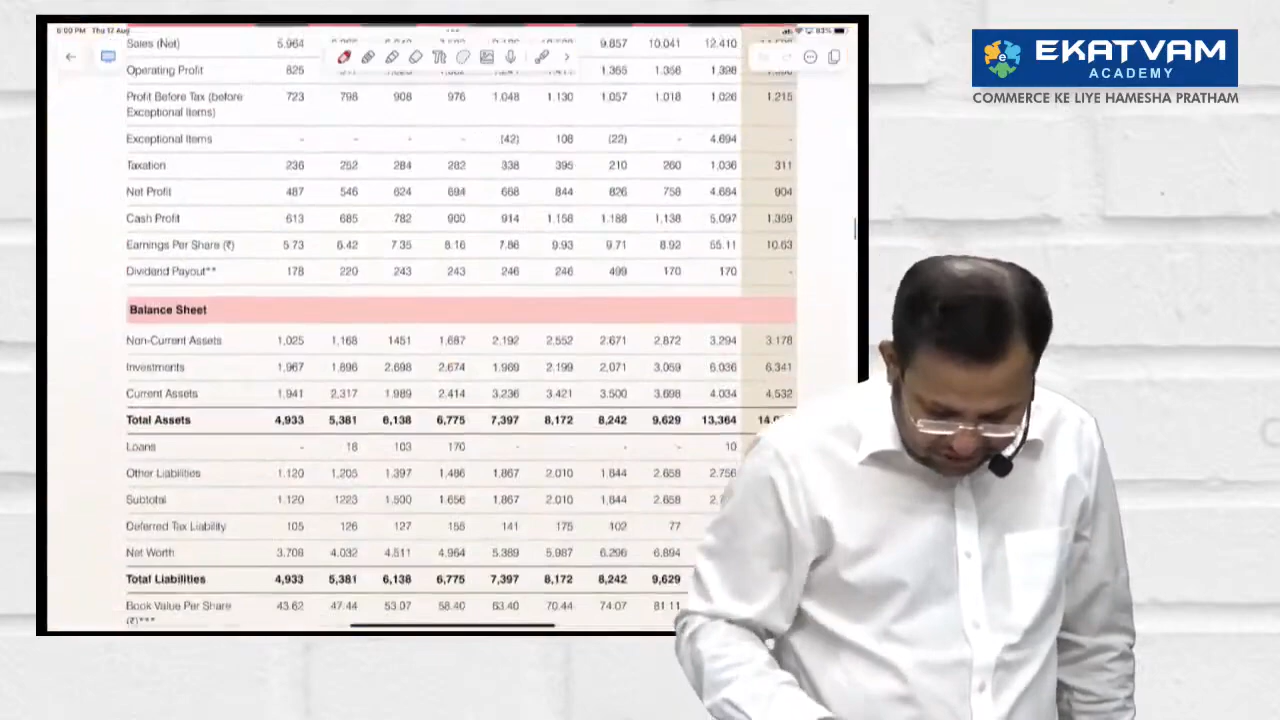 6:00 PM Thu 12 Aug
83%
Sales (Net) 5.964 9.857 10.041 12.410
Operating Profit 826 1.355 1,356 1,398
Profit Before Tax (before 723 798 908 976 1.048 1.130 1,057 1,018 1,026 1,215
Exceptional Items)
Exceptional Items - - - - (42) 108 (22) - 4.694 -
Taxation 236 252 284 282 338 395 210 260 1,036 311
Net Profit 487 546 624 694 668 844 826 758 4.684 904
Cash Profit 613 685 782 900 914 1.158 1.188 1,138 5,097 1,359
Earnings Per Share (₹) 5.73 6.42 7.35 8.16 7.86 9.93 9.71 8.92 55.11 10.63
Dividend Payout** 178 220 243 243 246 246 499 170 170 -
Balance Sheet
Non-Current Assets 1,025 1,168 1451 1,687 2,192 2,552 2,671 2,872 3,294 3.178
Investments 1,967 1,896 2,698 2,674 1,969 2,199 2,071 3,059 6,036 6,341
Current Assets 1,941 2,317 1,989 2,414 3,236 3,421 3,500 3,698 4,034 4,532
Total Assets 4,933 5,381 6,138 6,775 7,397 8,172 8,242 9,629 13,364
Loans - 18 103 170 - - - - 10
Other Liabilities 1.120 1,205 1,397 1,486 1,867 2,010 1,844 2,658 2,756
Subtotal 1,120 1223 1,500 1,656 1,867 2,010 1,844 2,658
Deferred Tax Liability 105 126 127 155 141 175 102 77
Net Worth 3,708 4,032 4,511 4,964 5,389 5,987 6,296 6,894
Total Liabilities 4,933 5,381 6,138 6,775 7,397 8,172 8,242 9,629
Book Value Per Share 43.62 47.44 53.07 58.40 63.40 70.44 74.07 81.11
(₹)***
EKATVAM
ACADEMY
COMMERCE KE LIYE HAMESHA PRATHAM